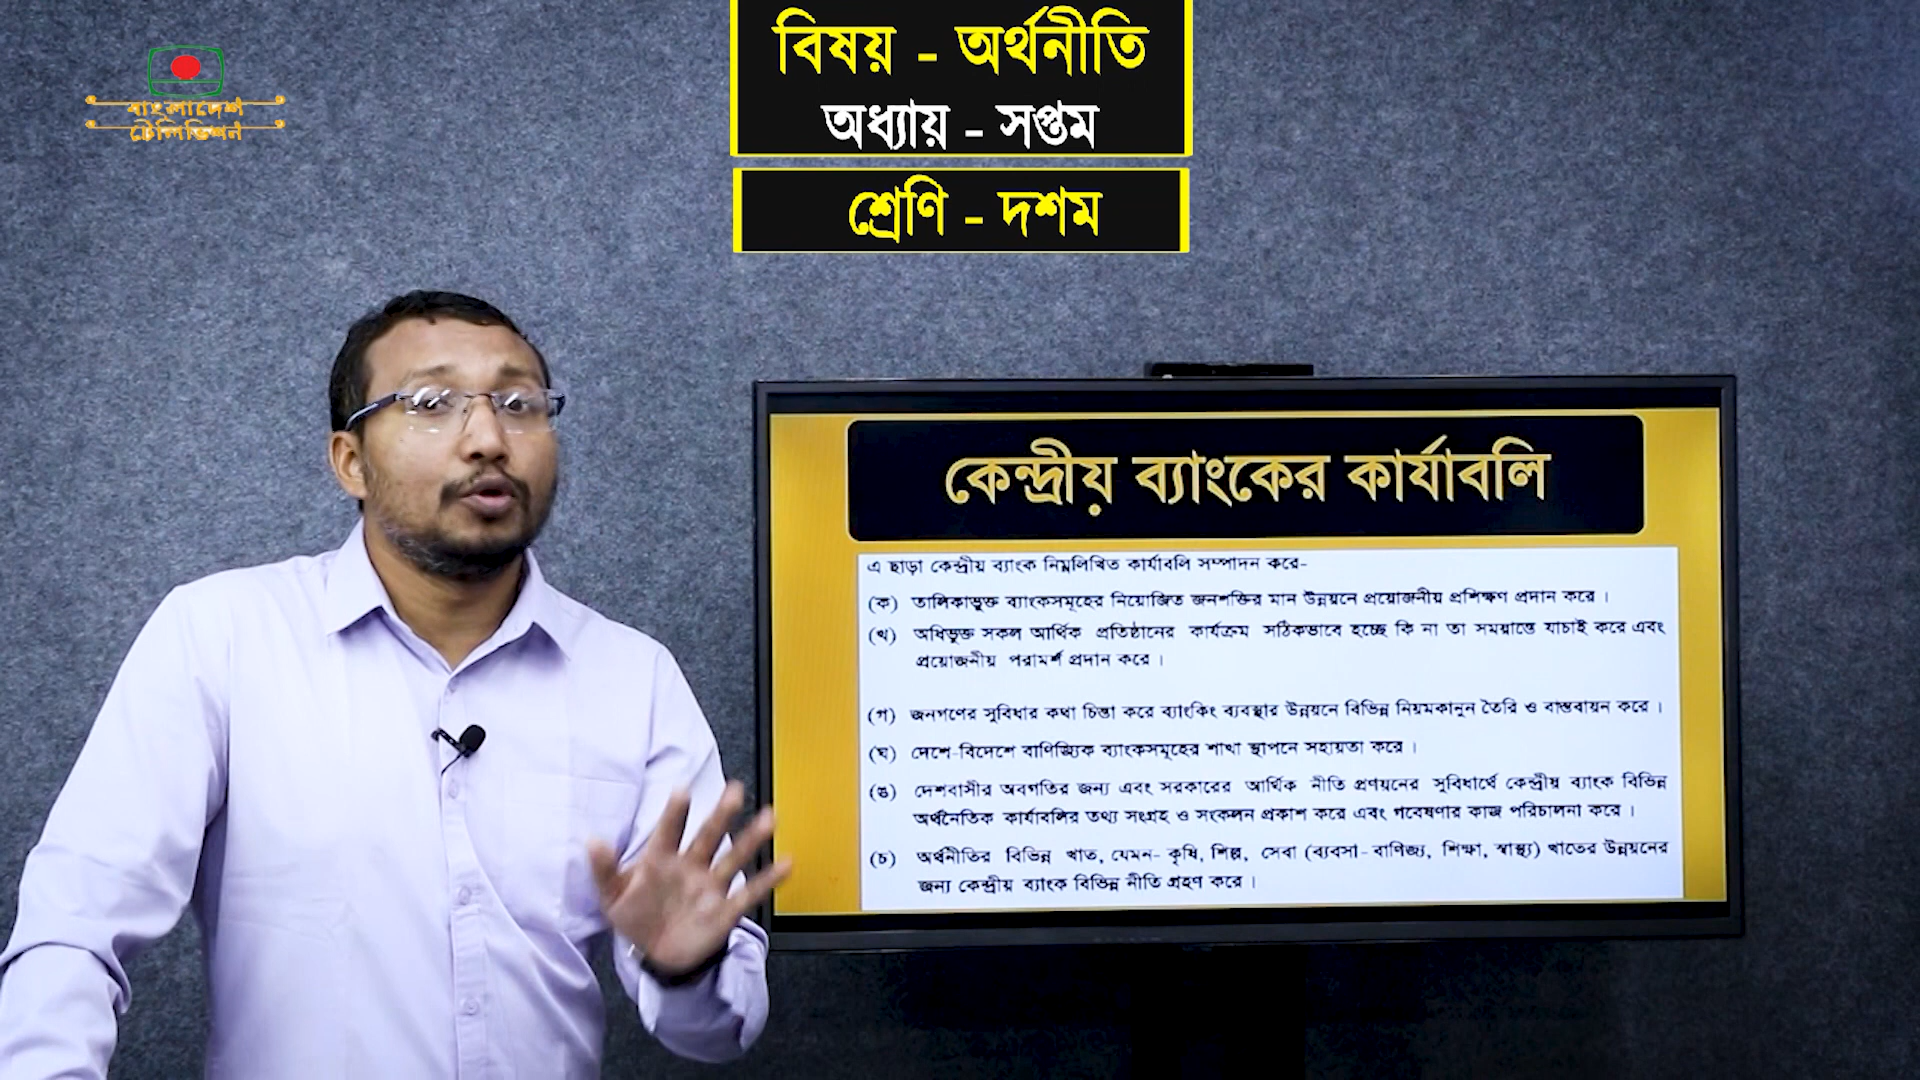 বাংলাদেশ
টেলিভিশন
বিষয় - অর্থনীতি
অধ্যায় - সপ্তম
শ্রেণি - দশম
কেন্দ্রীয় ব্যাংকের কার্যাবলি
এ ছাড়া কেন্দ্রীয় ব্যাংক নিম্নলিখিত কার্যাবলি সম্পাদন করে-
(ক) তালিকাভুক্ত ব্যাংকসমূহের নিয়োজিত জনশক্তির মান উন্নয়নে প্রয়োজনীয় প্রশিক্ষণ প্রদান করে।
(খ) অধিভুক্ত সকল আর্থিক প্রতিষ্ঠানের কার্যক্রম সঠিকভাবে হচ্ছে কি না তা সময়ান্তে যাচাই করে এবং
প্রয়োজনীয় পরামর্শ প্রদান করে।
(গ) জনগণের সুবিধার কথা চিন্তা করে ব্যাংকিং ব্যবস্থার উন্নয়নে বিভিন্ন নিয়মকানুন তৈরি ও বাস্তবায়ন করে।
(ঘ) দেশে-বিদেশে বাণিজ্যিক ব্যাংকসমূহের শাখা স্থাপনে সহায়তা করে।
(ঙ) দেশবাসীর অবগতির জন্য এবং সরকারের আর্থিক নীতি প্রণয়নের সুবিধার্থে কেন্দ্রীয় ব্যাংক বিভিন্ন
অর্থনৈতিক কার্যাবলির তথ্য সংগ্রহ ও সংকলন প্রকাশ করে এবং গবেষণার কাজ পরিচালনা করে।
(চ) অর্থনীতির বিভিন্ন খাত, যেমন- কৃষি, শিল্প, সেবা (ব্যবসা-বাণিজ্য, শিক্ষা, স্বাস্থ্য) খাতের উন্নয়নের
জন্য কেন্দ্রীয় ব্যাংক বিভিন্ন নীতি গ্রহণ করে।